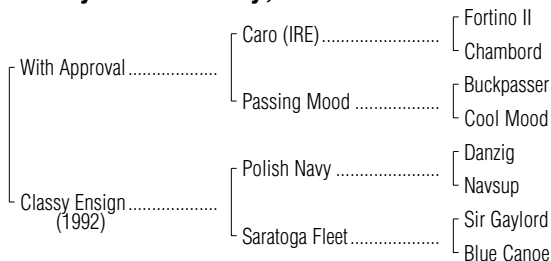 Fortino II
Caro (IRE)........................
Chambord
With Approval ...................
Buckpasser
Passing Mood ..................
Cool Mood
Danzig
Polish Navy .....................
Navsup
Classy Ensign ...................
(1992)
Sir Gaylord
Saratoga Fleet..................
Blue Canoe